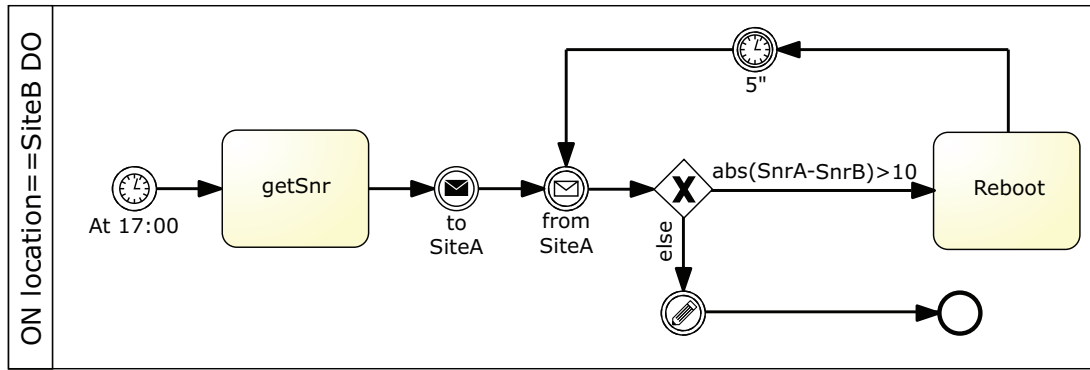 ON location==SiteB DO
5"
At 17:00
getSnr
to
SiteA
from
SiteA
abs(SnrA-SnrB)>10
else
Reboot